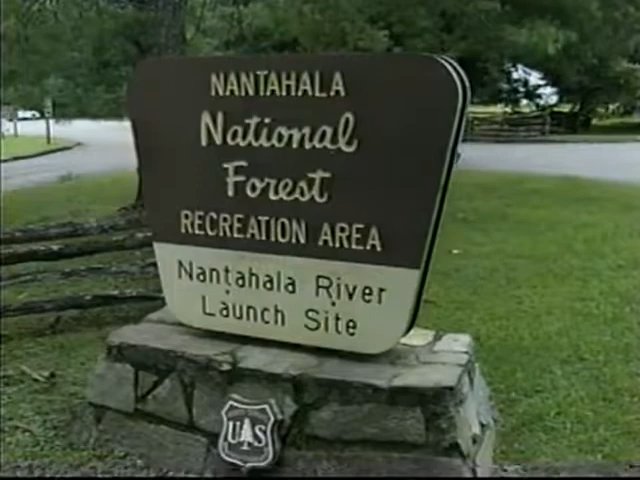 NANTAHALA
National
Forest
RECREATION AREA
Nantahala River
Launch Site
US